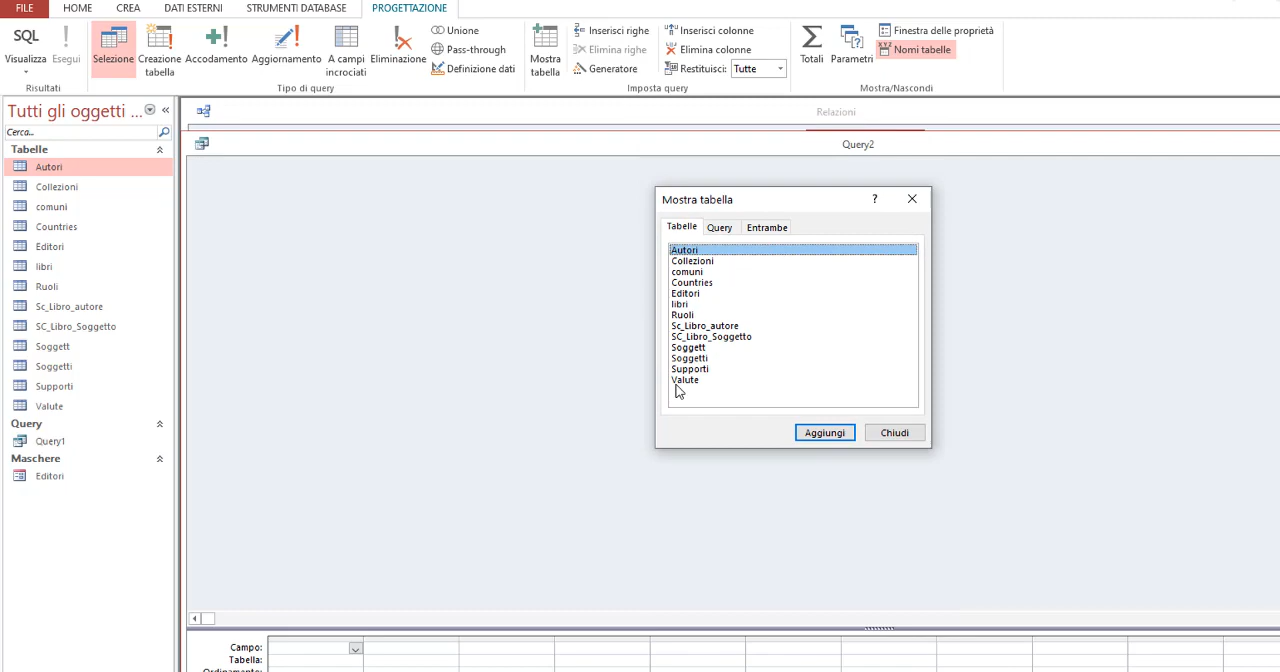 FILE HOME CREA DATI ESTERNI STRUMENTI DATABASE PROGETTAZIONE
SQL
Visualizza Esegui
Risultati
Selezione Creazione tabella Accodamento Aggiornamento A campi incrociati Eliminazione
Unione
Pass-through
Definizione dati
Tipo di query
Mostra tabella
Inserisci righe
Elimina righe
Generatore
Inserisci colonne
Elimina colonne
Restituisci: Tutte
Imposta query
Totali Parametri
Finestra delle proprietà
XYZ Nomi tabelle
Mostra/Nascondi
Tutti gli oggetti ...
Cerca...
Tabelle
Autori
Collezioni
comuni
Countries
Editori
libri
Ruoli
Sc_Libro_autore
SC_Libro_Soggetto
Soggett
Soggetti
Supporti
Valute
Query
Query1
Maschere
Editori
Relazioni
Query2
Mostra tabella
?
Tabelle Query Entrambe
Autori
Collezioni
comuni
Countries
Editori
libri
Ruoli
Sc_Libro_autore
SC_Libro_Soggetto
Soggett
Soggetti
Supporti
Valute
Aggiungi Chiudi
Campo:
Tabella:
Ordinamento: